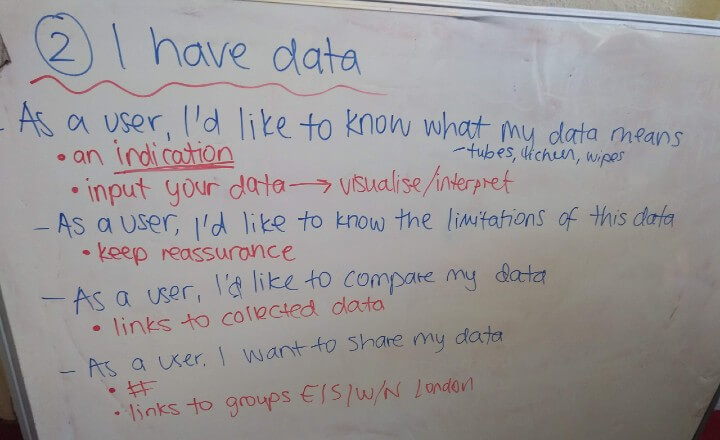 ② I have data
- As a user, I'd like to know what my data means
- tubes, lichen, wipes
• an indication
• input your data → visualise/interpret
- As a user, I'd like to know the limitations of this data
• keep reassurance
- As a user, I'd like to compare my data
• links to collected data
- As a user, I want to share my data
• #
• links to groups E/S/W/N London